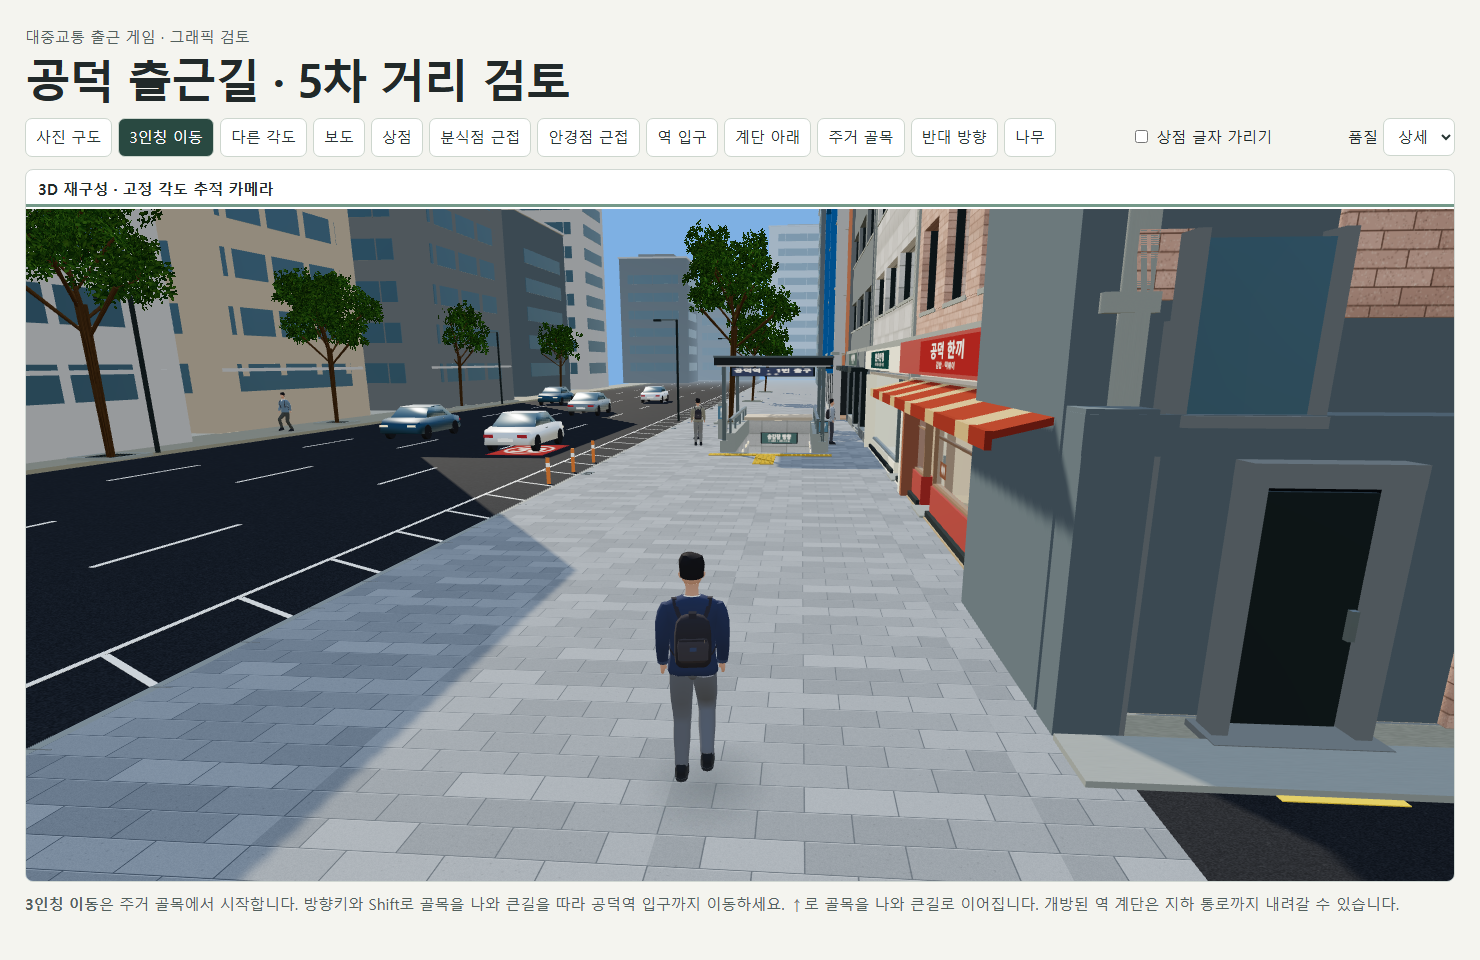 대중교통 출근 게임 · 그래픽 검토
공덕 출근길 · 5차 거리 검토
사진 구도
3인칭 이동
다른 각도
보도
상점
분식점 근접
안경점 근접
역 입구
계단 아래
주거 골목
반대 방향
나무
상점 글자 가리기
품질
상세
3D 재구성 · 고정 각도 추적 카메라
공덕 한끼
3인칭 이동은 주거 골목에서 시작합니다. 방향키와 Shift로 골목을 나와 큰길을 따라 공덕역 입구까지 이동하세요. ↑로 골목을 나와 큰길로 이어집니다. 개방된 역 계단은 지하 통로까지 내려갈 수 있습니다.